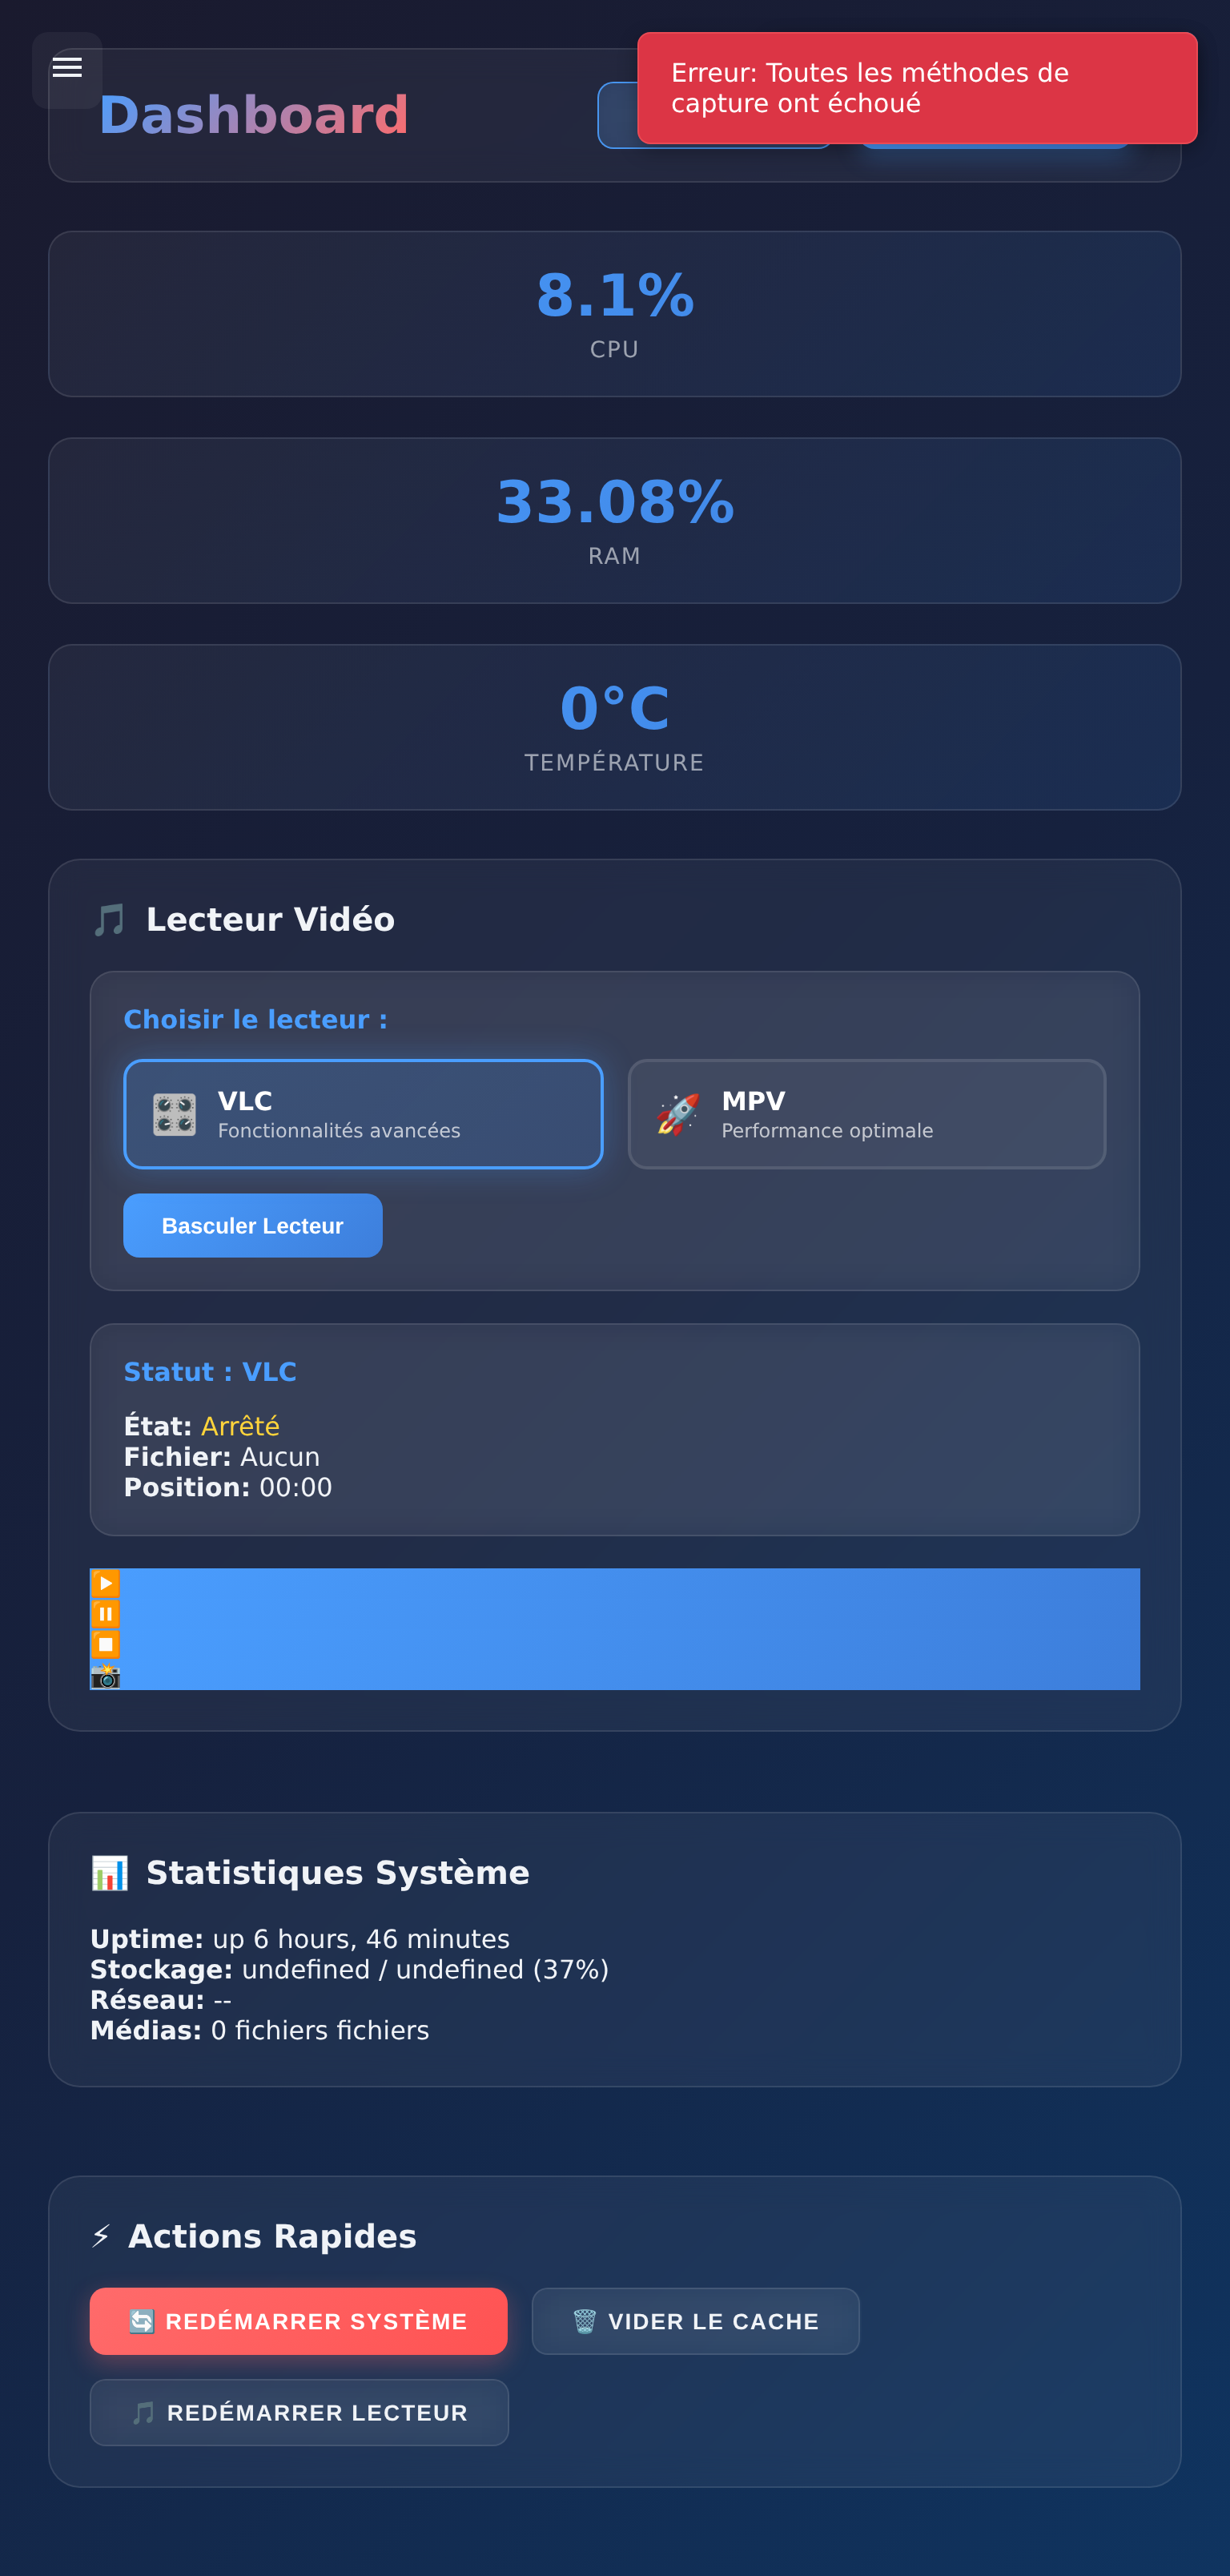 Erreur: Toutes les méthodes de
capture ont échoué
Dashboard
8.1%
CPU
33.08%
RAM
0°C
TEMPÉRATURE
Lecteur Vidéo
Choisir le lecteur :
VLC
Fonctionnalités avancées
MPV
Performance optimale
Basculer Lecteur
Statut : VLC
État: Arrêté
Fichier: Aucun
Position: 00:00
Statistiques Système
Uptime: up 6 hours, 46 minutes
Stockage: undefined / undefined (37%)
Réseau: --
Médias: 0 fichiers fichiers
Actions Rapides
REDÉMARRER SYSTÈME
VIDER LE CACHE
REDÉMARRER LECTEUR